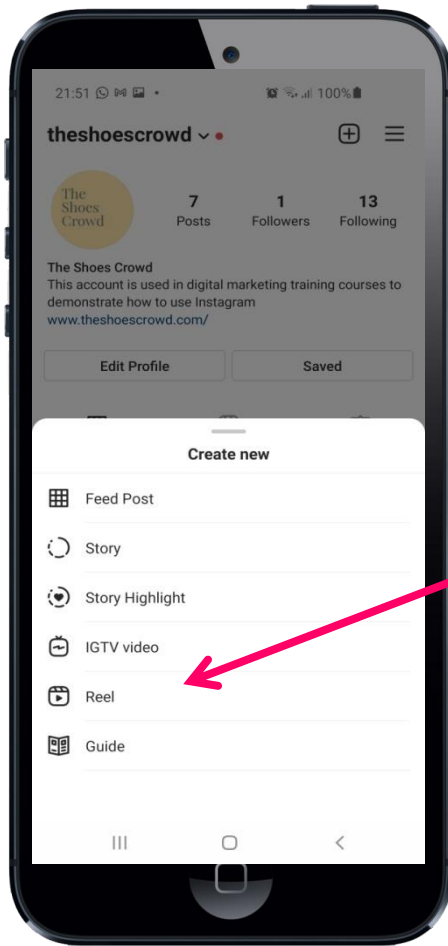 21:51 100%
theshoescrowd
The
Shoes
Crowd
7 1 13
Posts Followers Following
The Shoes Crowd
This account is used in digital marketing training courses to
demonstrate how to use Instagram
www.theshoescrowd.com/
Edit Profile Saved
Create new
Feed Post
Story
Story Highlight
IGTV video
Reel
Guide